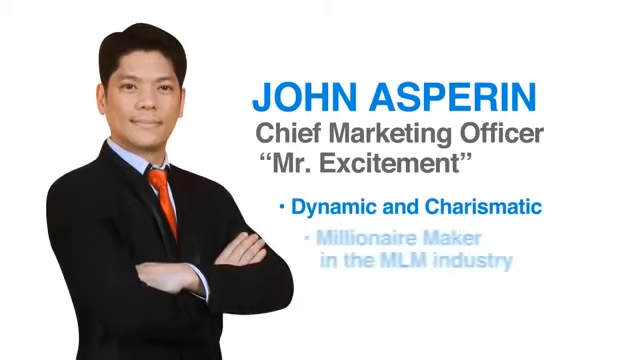 JOHN ASPERIN
Chief Marketing Officer
“Mr. Excitement”
• Dynamic and Charismatic
• Millionaire Maker
in the MLM industry